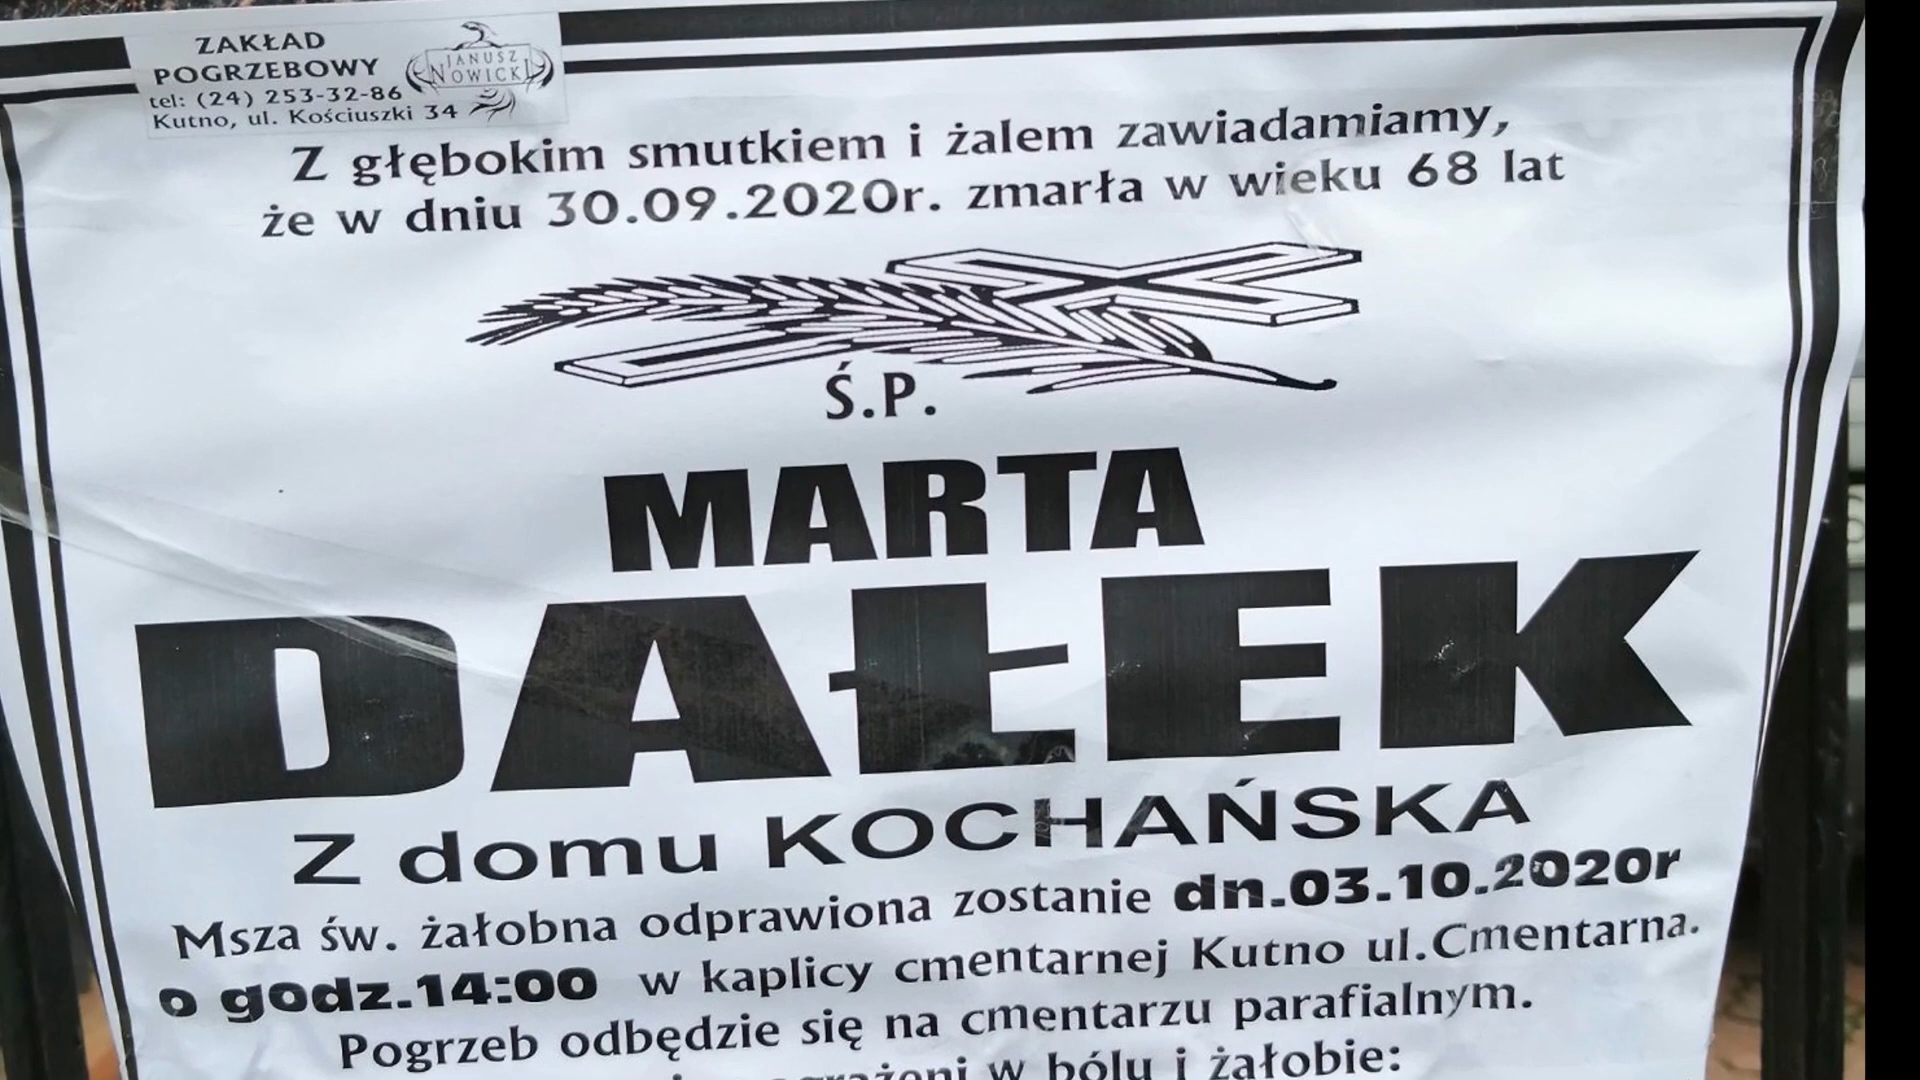 ZAKŁAD
POGRZEBOWY
JANUSZ
NOWICKI
tel: (24) 253-32-86
Kutno, ul. Kościuszki 34
Z głębokim smutkiem i żalem zawiadamiamy,
że w dniu 30.09.2020r. zmarła w wieku 68 lat
Ś.P.
MARTA
DAŁEK
Z domu KOCHAŃSKA
Msza św. żałobna odprawiona zostanie dn.03.10.2020r
o godz.14:00 w kaplicy cmentarnej Kutno ul.Cmentarna.
Pogrzeb odbędzie się na cmentarzu parafialnym.
w bólu i żałobie: